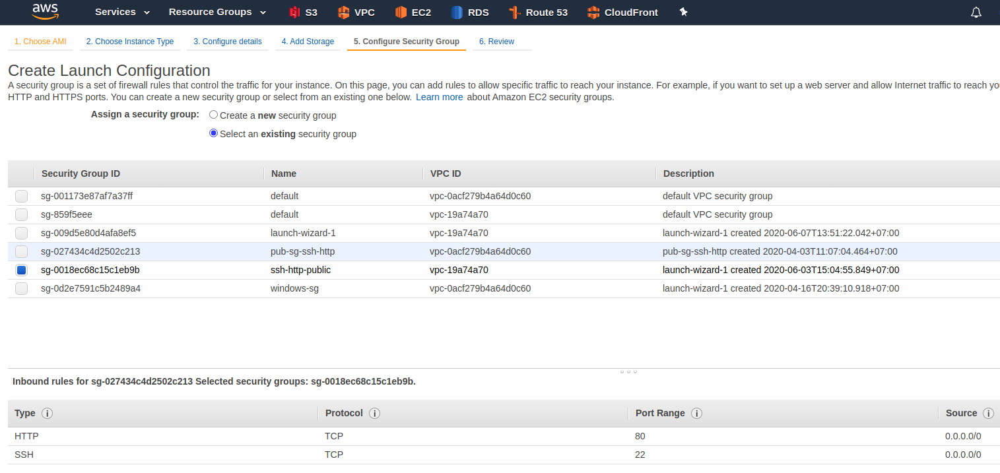 aws Services Resource Groups S3 VPC EC2 RDS Route 53 CloudFront
1. Choose AMI 2. Choose Instance Type 3. Configure details 4. Add Storage 5. Configure Security Group 6. Review
Create Launch Configuration
A security group is a set of firewall rules that control the traffic for your instance. On this page, you can add rules to allow specific traffic to reach your instance. For example, if you want to set up a web server and allow Internet traffic to reach you
HTTP and HTTPS ports. You can create a new security group or select from an existing one below. Learn more about Amazon EC2 security groups.
Assign a security group: Create a new security group
Select an existing security group
Security Group ID Name VPC ID Description
sg-001173e87af7a37ff default vpc-0acf279b4a64d0c60 default VPC security group
sg-859f5eee default vpc-19a74a70 default VPC security group
sg-009d5e80d4afa8ef5 launch-wizard-1 vpc-19a74a70 launch-wizard-1 created 2020-06-07T13:51:22.042+07:00
sg-027434c4d2502c213 pub-sg-ssh-http vpc-0acf279b4a64d0c60 pub-sg-ssh-http created 2020-04-03T11:07:04.464+07:00
sg-0018ec68c15c1eb9b ssh-http-public vpc-19a74a70 launch-wizard-1 created 2020-06-03T15:04:55.849+07:00
sg-0d2e7591c5b2489a4 windows-sg vpc-0acf279b4a64d0c60 launch-wizard-1 created 2020-04-16T20:39:10.918+07:00
Inbound rules for sg-027434c4d2502c213 Selected security groups: sg-0018ec68c15c1eb9b.
Type Protocol Port Range Source
HTTP TCP 80 0.0.0.0/0
SSH TCP 22 0.0.0.0/0